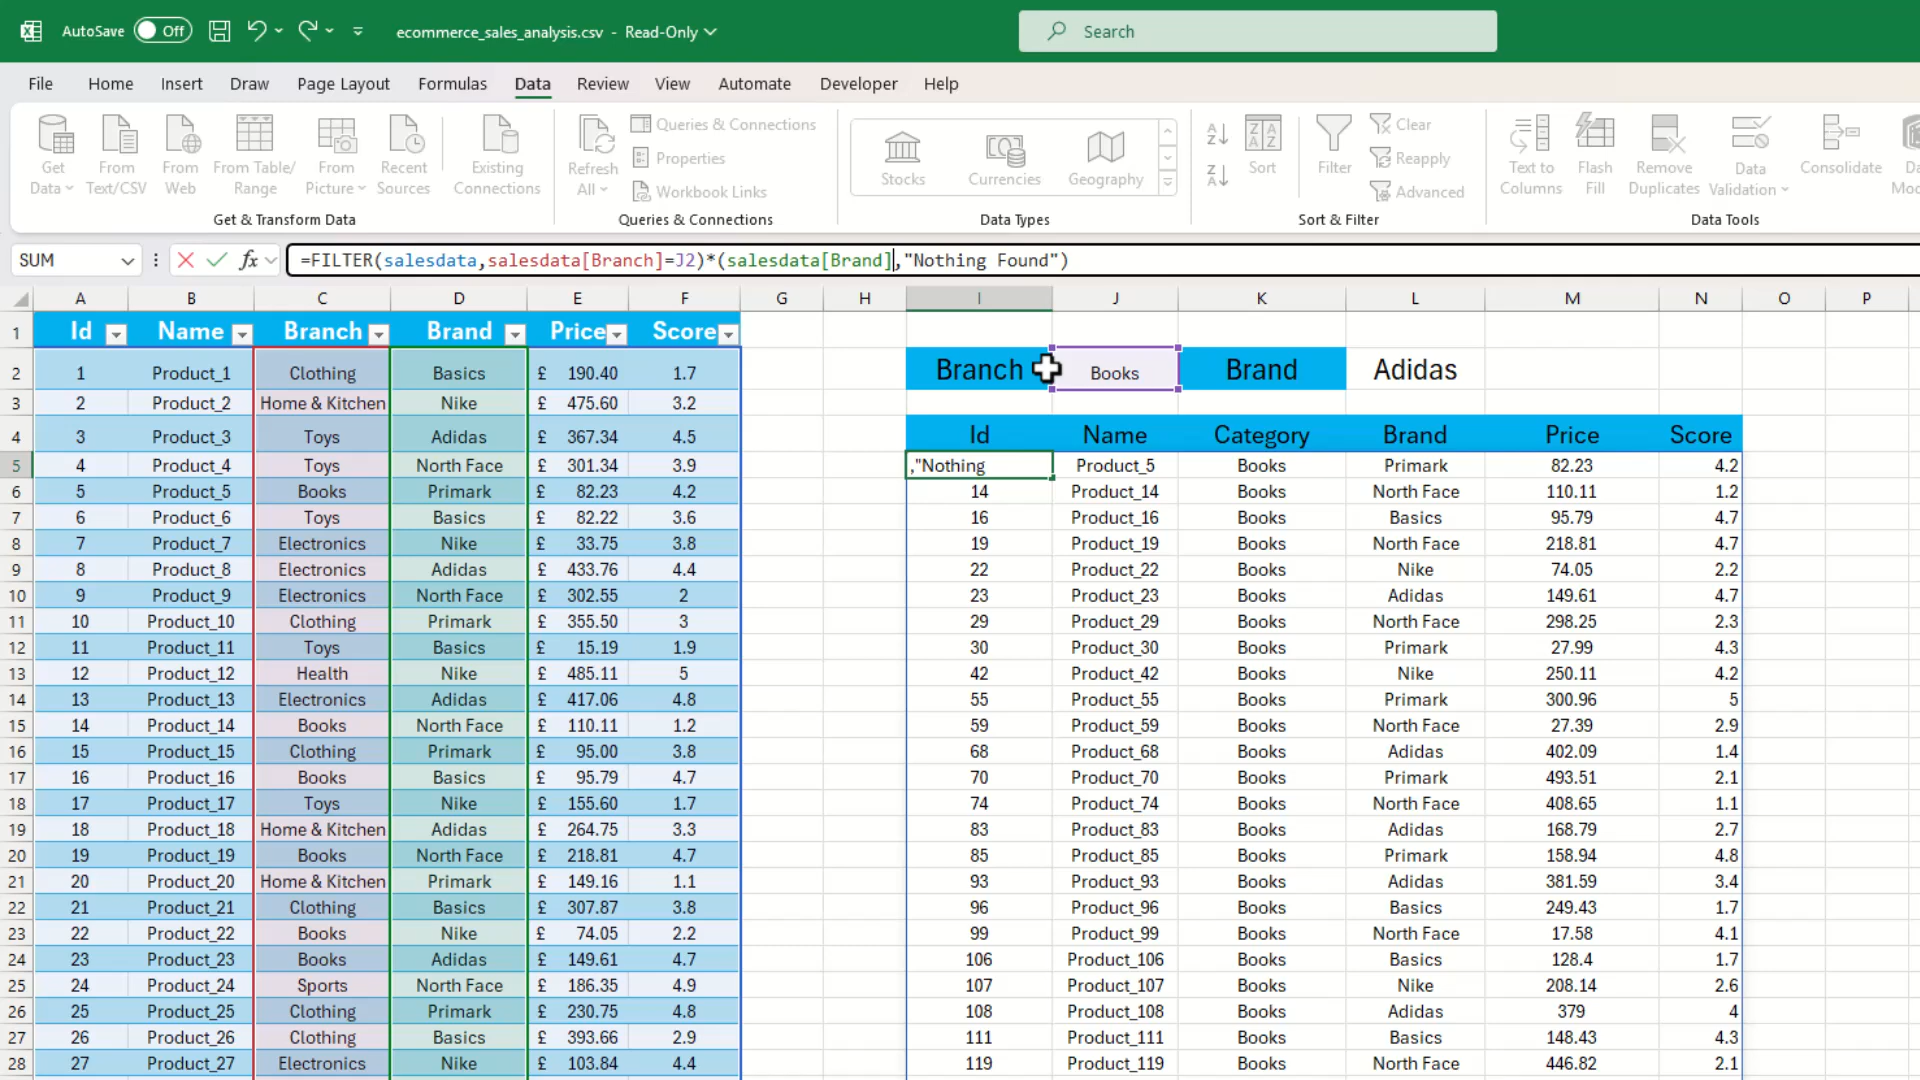 AutoSave Off ecommerce_sales_analysis.csv - Read-Only Search
File Home Insert Draw Page Layout Formulas Data Review View Automate Developer Help
Get Data From Text/CSV From Web From Table/Range From Picture Recent Sources Existing Connections
Refresh All Queries & Connections Properties Workbook Links
Stocks Currencies Geography
Sort Filter Clear Reapply Advanced
Text to Columns Flash Fill Remove Duplicates Data Validation Consolidate
Get & Transform Data Queries & Connections Data Types Sort & Filter Data Tools
SUM fx =FILTER(salesdata,salesdata[Branch]=J2)*(salesdata[Brand],"Nothing Found")
A B C D E F G H I J K L M N O P
1 Id Name Branch Brand Price Score
2 1 Product_1 Clothing Basics £ 190.40 1.7 Branch Books Brand Adidas
3 2 Product_2 Home & Kitchen Nike £ 475.60 3.2
4 3 Product_3 Toys Adidas £ 367.34 4.5 Id Name Category Brand Price Score
5 4 Product_4 Toys North Face £ 301.34 3.9 ,"Nothing Product_5 Books Primark 82.23 4.2
6 5 Product_5 Books Primark £ 82.23 4.2 14 Product_14 Books North Face 110.11 1.2
7 6 Product_6 Toys Basics £ 82.22 3.6 16 Product_16 Books Basics 95.79 4.7
8 7 Product_7 Electronics Nike £ 33.75 3.8 19 Product_19 Books North Face 218.81 4.7
9 8 Product_8 Electronics Adidas £ 433.76 4.4 22 Product_22 Books Nike 74.05 2.2
10 9 Product_9 Electronics North Face £ 302.55 2 23 Product_23 Books Adidas 149.61 4.7
11 10 Product_10 Clothing Primark £ 355.50 3 29 Product_29 Books North Face 298.25 2.3
12 11 Product_11 Toys Basics £ 15.19 1.9 30 Product_30 Books Primark 27.99 4.3
13 12 Product_12 Health Nike £ 485.11 5 42 Product_42 Books Nike 250.11 4.2
14 13 Product_13 Electronics Adidas £ 417.06 4.8 55 Product_55 Books Primark 300.96 5
15 14 Product_14 Books North Face £ 110.11 1.2 59 Product_59 Books North Face 27.39 2.9
16 15 Product_15 Clothing Primark £ 95.00 3.8 68 Product_68 Books Adidas 402.09 1.4
17 16 Product_16 Books Basics £ 95.79 4.7 70 Product_70 Books Primark 493.51 2.1
18 17 Product_17 Toys Nike £ 155.60 1.7 74 Product_74 Books North Face 408.65 1.1
19 18 Product_18 Home & Kitchen Adidas £ 264.75 3.3 83 Product_83 Books Adidas 168.79 2.7
20 19 Product_19 Books North Face £ 218.81 4.7 85 Product_85 Books Primark 158.94 4.8
21 20 Product_20 Home & Kitchen Primark £ 149.16 1.1 93 Product_93 Books Adidas 381.59 3.4
22 21 Product_21 Clothing Basics £ 307.87 3.8 96 Product_96 Books Basics 249.43 1.7
23 22 Product_22 Books Nike £ 74.05 2.2 99 Product_99 Books North Face 17.58 4.1
24 23 Product_23 Books Adidas £ 149.61 4.7 106 Product_106 Books Basics 128.4 1.7
25 24 Product_24 Sports North Face £ 186.35 4.9 107 Product_107 Books Nike 208.14 2.6
26 25 Product_25 Clothing Primark £ 230.75 4.8 108 Product_108 Books Adidas 379 4
27 26 Product_26 Clothing Basics £ 393.66 2.9 111 Product_111 Books Basics 148.43 4.3
28 27 Product_27 Electronics Nike £ 103.84 4.4 119 Product_119 Books North Face 446.82 2.1